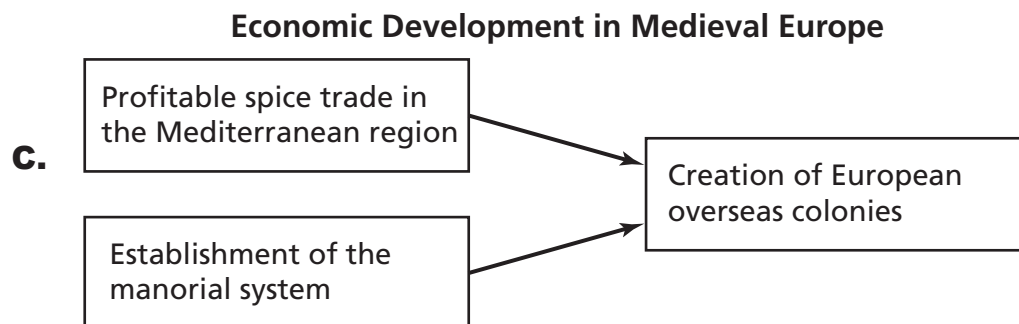 Economic Development in Medieval Europe
c.
Profitable spice trade in
the Mediterranean region
Establishment of the
manorial system
Creation of European
overseas colonies